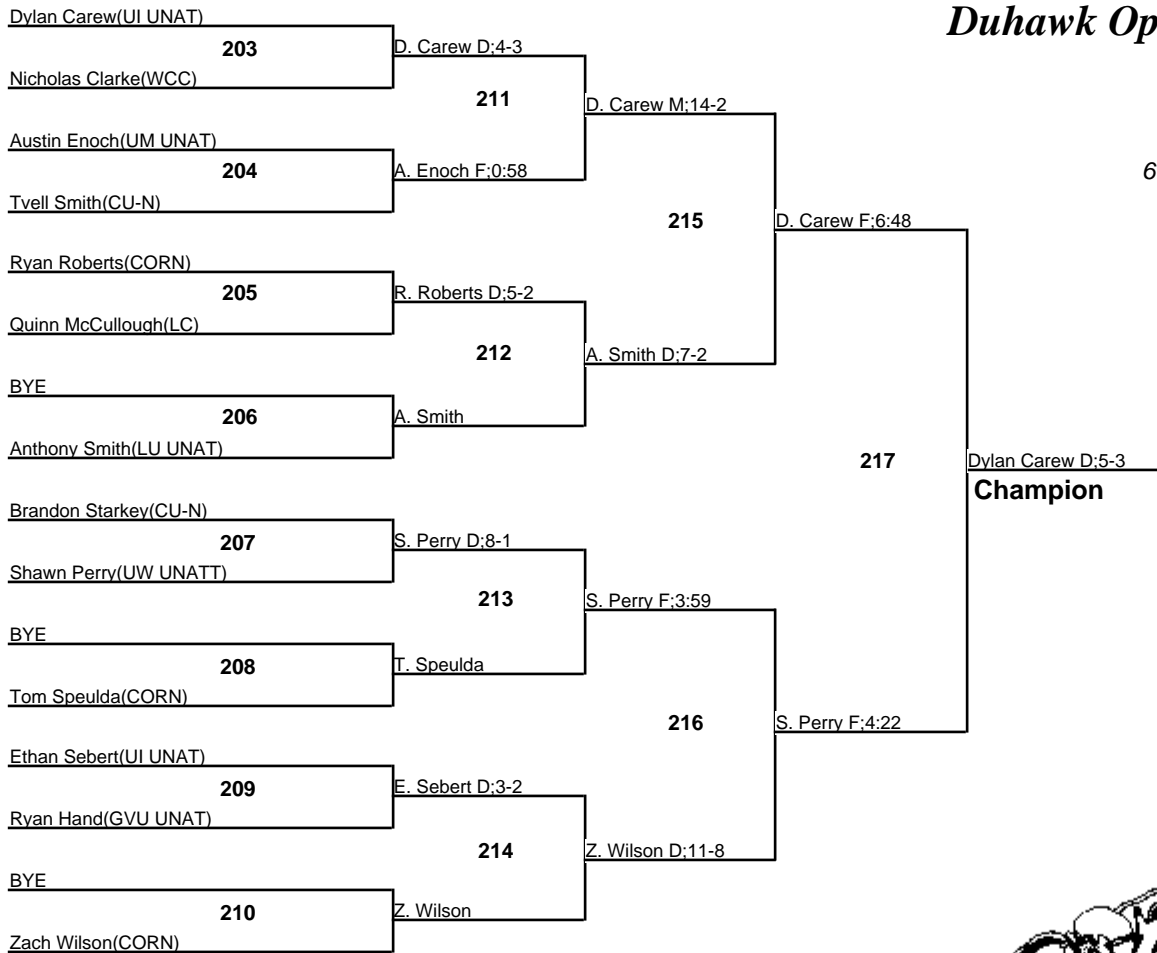 Dylan Carew(UI UNAT)
Duhawk Op
203
D. Carew D;4-3
Nicholas Clarke(WCC)
211
D. Carew M;14-2
Austin Enoch(UM UNAT)
204
A. Enoch F;0:58
6
Tvell Smith(CU-N)
215
D. Carew F;6:48
Ryan Roberts(CORN)
205
R. Roberts D;5-2
Quinn McCullough(LC)
212
A. Smith D;7-2
BYE
206
A. Smith
Anthony Smith(LU UNAT)
217
Dylan Carew D;5-3
Champion
Brandon Starkey(CU-N)
207
S. Perry D;8-1
Shawn Perry(UW UNATT)
213
S. Perry F;3:59
BYE
208
T. Speulda
Tom Speulda(CORN)
216
S. Perry F;4:22
Ethan Sebert(UI UNAT)
209
E. Sebert D;3-2
Ryan Hand(GVU UNAT)
214
Z. Wilson D;11-8
BYE
210
Z. Wilson
Zach Wilson(CORN)